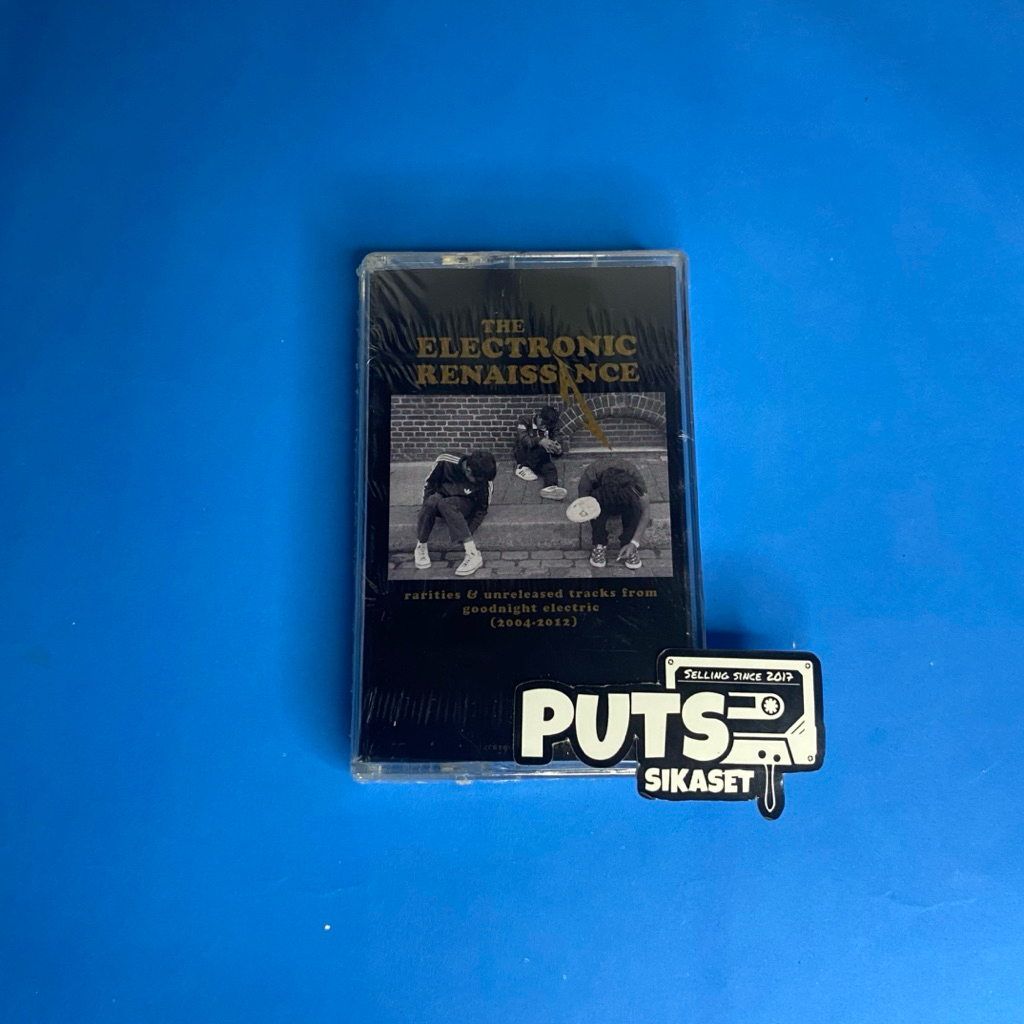 THE
ELECTRONIC
RENAISSANCE
rarities & unreleased tracks from
goodnight electric
(2004-2012)
SELLING SINCE 2017
PUTS
SIKASET